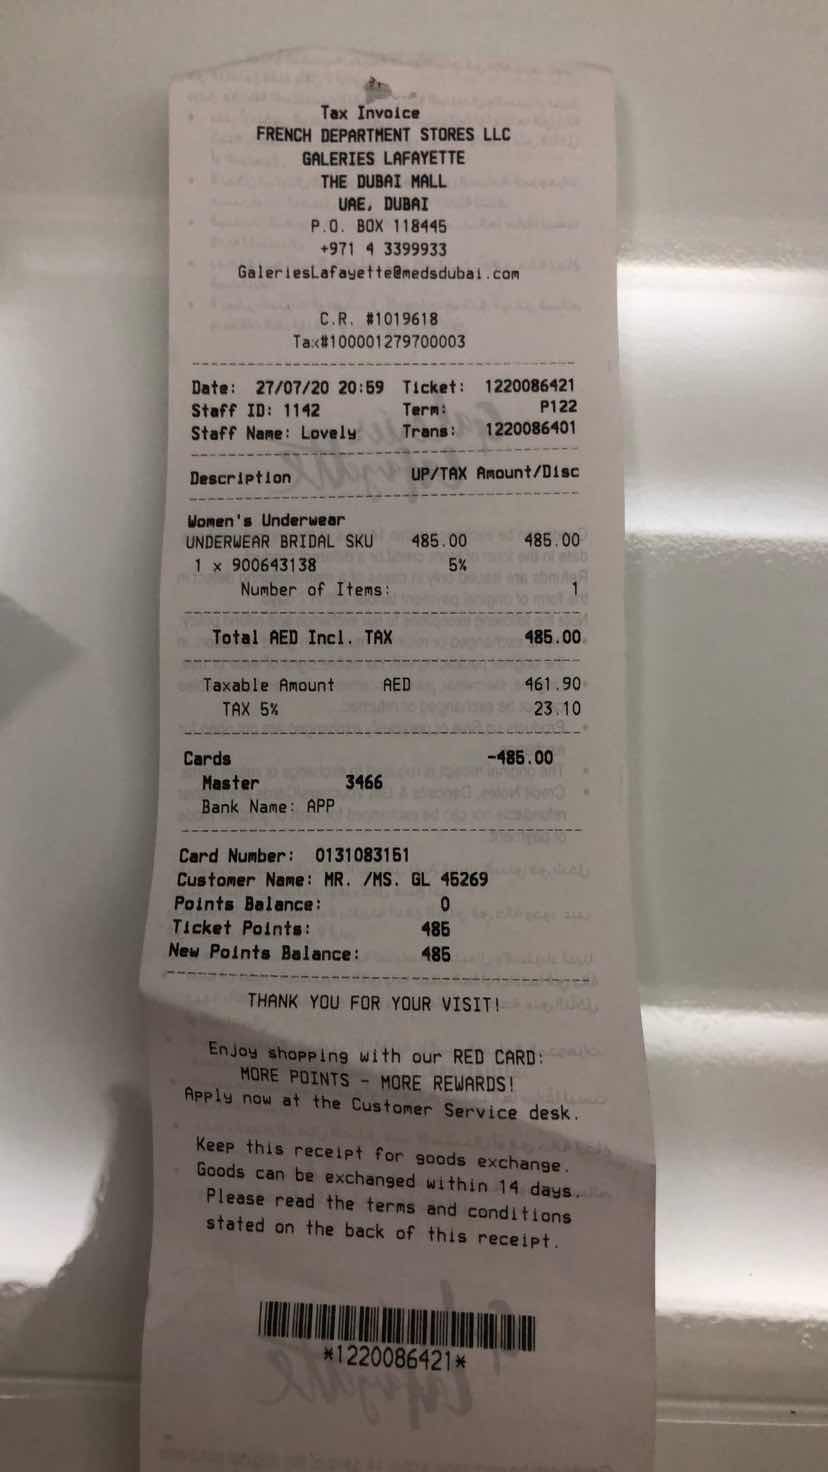 Tax Invoice
FRENCH DEPARTMENT STORES LLC
GALERIES LAFAYETTE
THE DUBAI MALL
UAE, DUBAI
P.O. BOX 118445
+971 4 3399933
GaleriesLafayette@medsdubai.com
C.R. #1019618
Tax#100001279700003
Date: 27/07/20 20:59 Ticket: 1220086421
Staff ID: 1142 Term: P122
Staff Name: Lovely Trans: 1220086401
Description UP/TAX Amount/Disc
Women's Underwear
UNDERWEAR BRIDAL SKU 485.00 485.00
1 x 900643138 5%
Number of Items: 1
Total AED Incl. TAX 485.00
Taxable Amount AED 461.90
TAX 5% 23.10
Cards -485.00
Master 3466
Bank Name: APP
Card Number: 0131083151
Customer Name: MR. /MS. GL 45269
Points Balance: 0
Ticket Points: 485
New Points Balance: 485
THANK YOU FOR YOUR VISIT!
Enjoy shopping with our RED CARD:
MORE POINTS - MORE REWARDS!
Apply now at the Customer Service desk.
Keep this receipt for goods exchange.
Goods can be exchanged within 14 days.
Please read the terms and conditions
stated on the back of this receipt.
*1220086421*